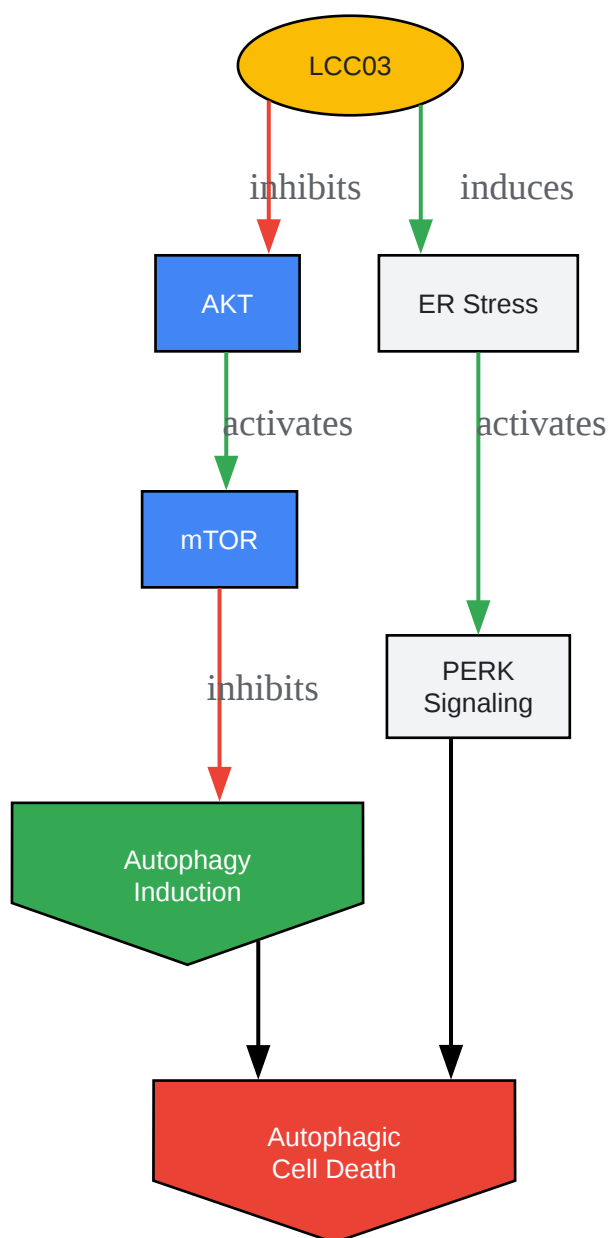 LCC03
inhibits
induces
AKT
ER Stress
activates
activates
mTOR
PERK
Signaling
inhibits
Autophagy
Induction
Autophagic
Cell Death